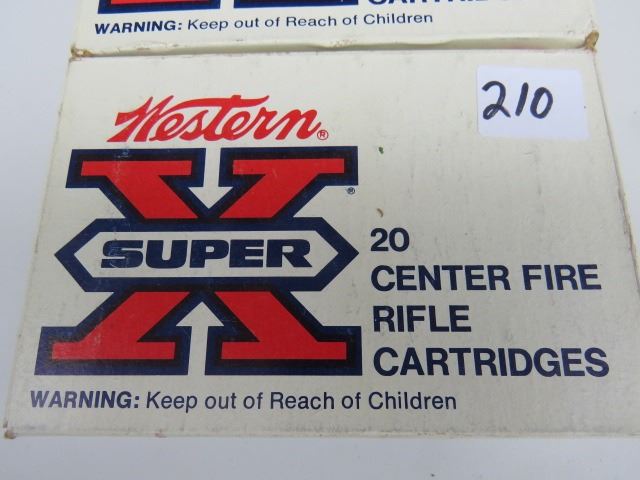 CARTRIDGES
WARNING: Keep out of Reach of Children
210
Western®
X®
SUPER
20
CENTER FIRE
RIFLE
CARTRIDGES
WARNING: Keep out of Reach of Children